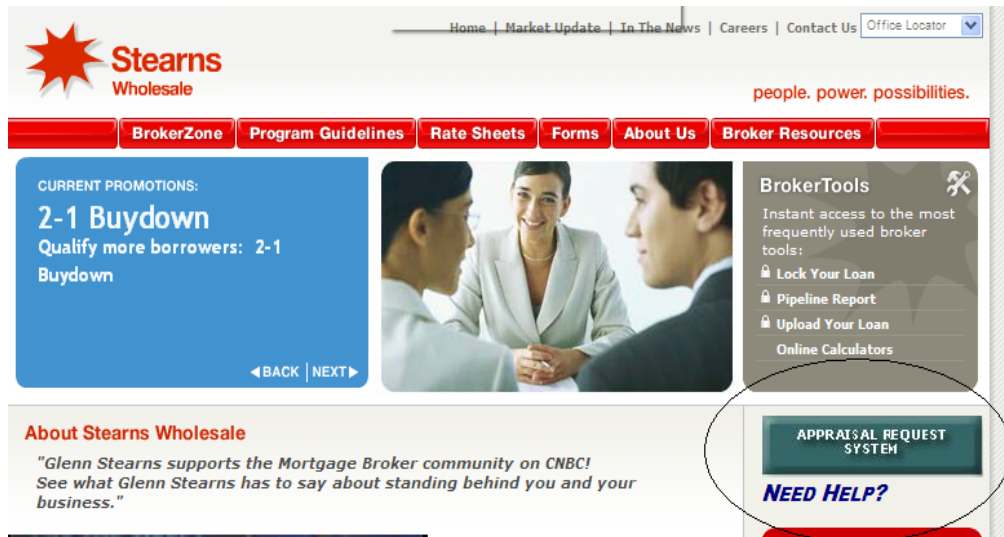 Home | Market Update | In The News | Careers | Contact Us Office Locator
Stearns
Wholesale
people. power. possibilities.
BrokerZone Program Guidelines Rate Sheets Forms About Us Broker Resources
CURRENT PROMOTIONS:
2-1 Buydown
Qualify more borrowers: 2-1
Buydown
BACK | NEXT
BrokerTools
Instant access to the most
frequently used broker
tools:
Lock Your Loan
Pipeline Report
Upload Your Loan
Online Calculators
About Stearns Wholesale
"Glenn Stearns supports the Mortgage Broker community on CNBC!
See what Glenn Stearns has to say about standing behind you and your
business."
APPRAISAL REQUEST
SYSTEM
NEED HELP?